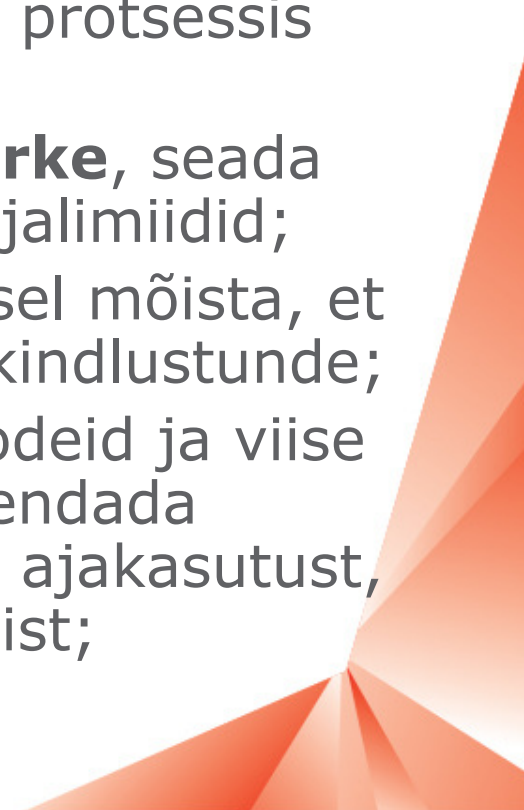 protsessis
rke, seada
jalimiidid;
sel mõista, et
kindlustunde;
odeid ja viise
endada
ajakasutust,
ist;